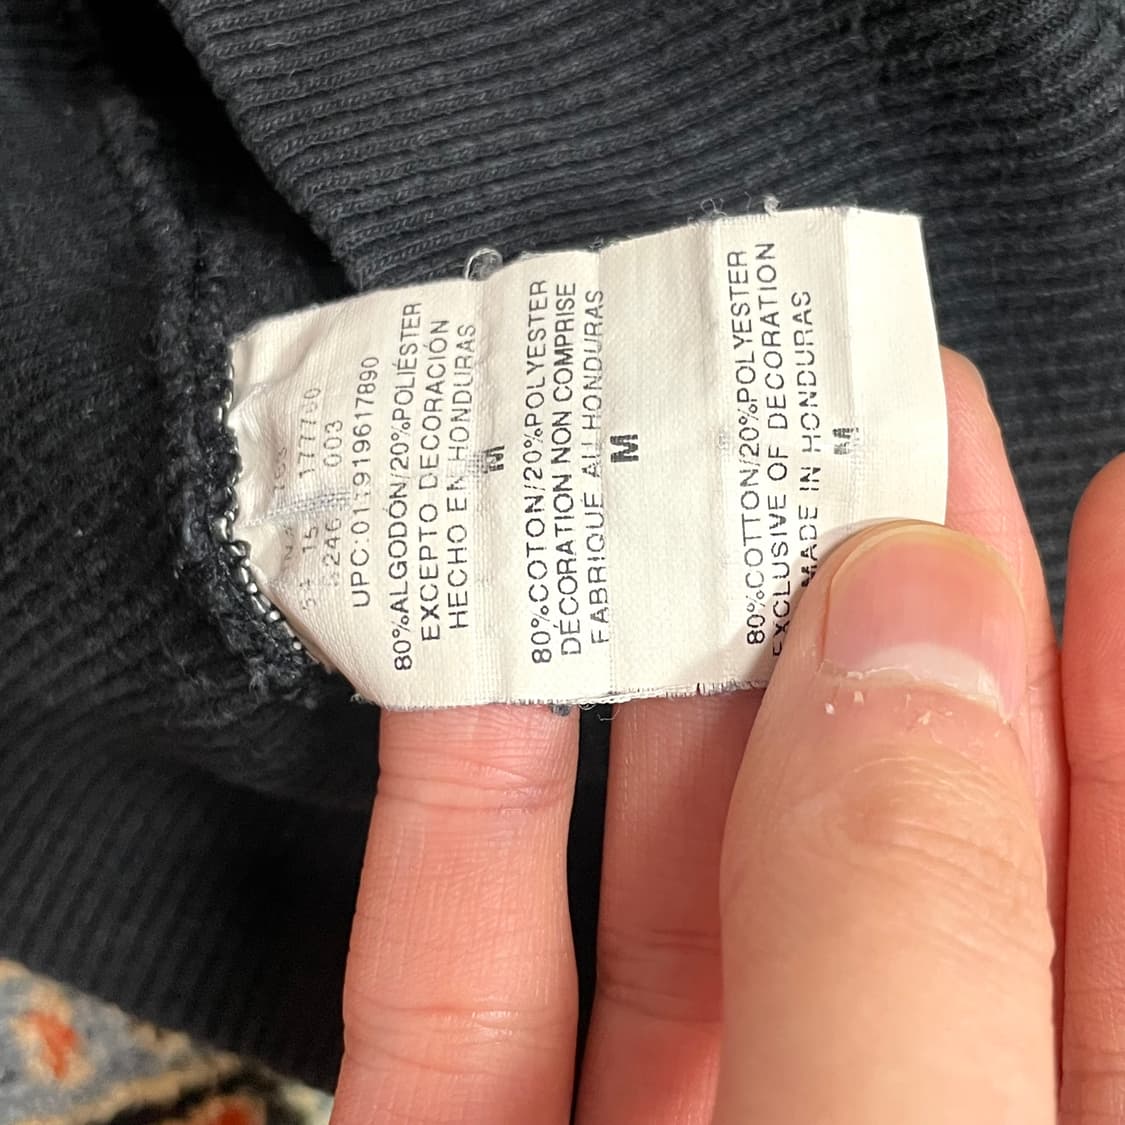 003
UPC:011919617890
80%ALGODÓN/20%POLIÉSTER
EXCEPTO DECORACIÓN
HECHO EN HONDURAS
M
80%COTON/20%POLYESTER
DÉCORATION NON COMPRISE
FABRIQUÉ AU HONDURAS
M
80%COTTON/20%POLYESTER
EXCLUSIVE OF DECORATION
MADE IN HONDURAS
M